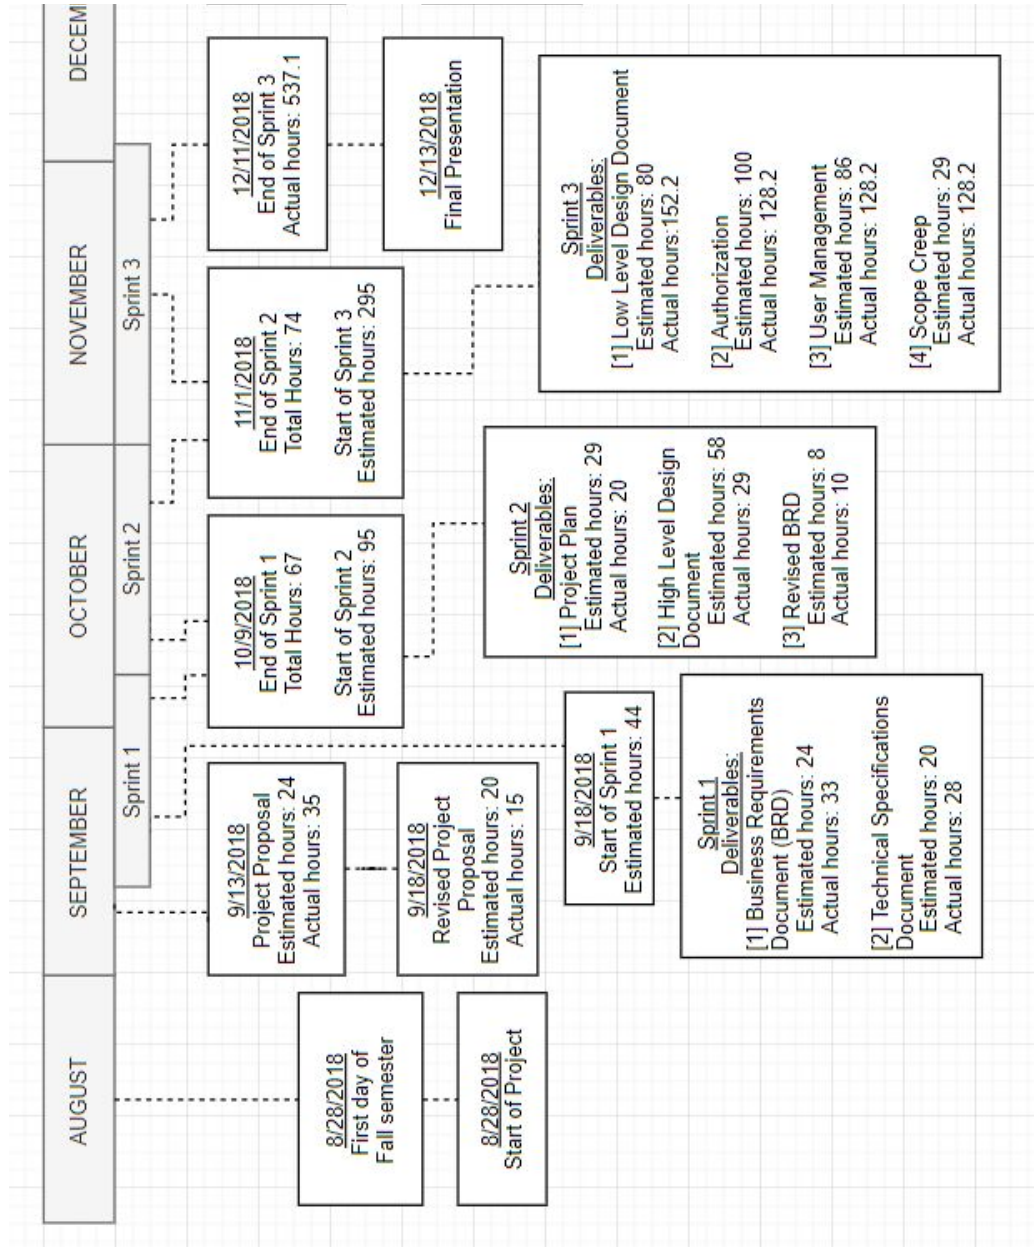 AUGUST
SEPTEMBER
OCTOBER
NOVEMBER
DECEM
Sprint 1
Sprint 2
Sprint 3
8/28/2018
First day of
Fall semester
8/28/2018
Start of Project
9/13/2018
Project Proposal
Estimated hours: 24
Actual hours: 35
9/18/2018
Revised Project
Proposal
Estimated hours: 20
Actual hours: 15
9/18/2018
Start of Sprint 1
Estimated hours: 44
Sprint 1
Deliverables:
[1] Business Requirements
Document (BRD)
Estimated hours: 24
Actual hours: 33
[2] Technical Specifications
Document
Estimated hours: 20
Actual hours: 28
10/9/2018
End of Sprint 1
Total Hours: 67
Start of Sprint 2
Estimated hours: 95
Sprint 2
Deliverables:
[1] Project Plan
Estimated hours: 29
Actual hours: 20
[2] High Level Design
Document
Estimated hours: 58
Actual hours: 29
[3] Revised BRD
Estimated hours: 8
Actual hours: 10
11/1/2018
End of Sprint 2
Total Hours: 74
Start of Sprint 3
Estimated hours: 295
12/11/2018
End of Sprint 3
Actual hours: 537.1
12/13/2018
Final Presentation
Sprint 3
Deliverables:
[1] Low Level Design Document
Estimated hours: 80
Actual hours:152.2
[2] Authorization
Estimated hours: 100
Actual hours: 128.2
[3] User Management
Estimated hours: 86
Actual hours: 128.2
[4] Scope Creep
Estimated hours: 29
Actual hours: 128.2